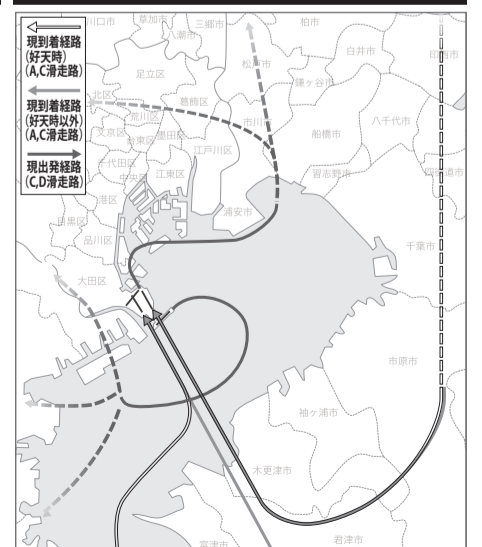 現到着経路
(好天時)
(A,C滑走路)
現到着経路
(好天時以外)
(A,C滑走路)
現出発経路
(C,D滑走路)
川口市
草加市
八潮市
三郷市
柏市
松戸市
白井市
印西市
足立区
鎌ヶ谷市
北区
葛飾区
荒川区
市川市
八千代市
文京区
台東区
墨田区
船橋市
江戸川区
千代田区
中央区
江東区
習志野市
四街道市
港区
浦安市
目黒区
品川区
千葉市
大田区
市原市
袖ヶ浦市
木更津市
富津市
君津市